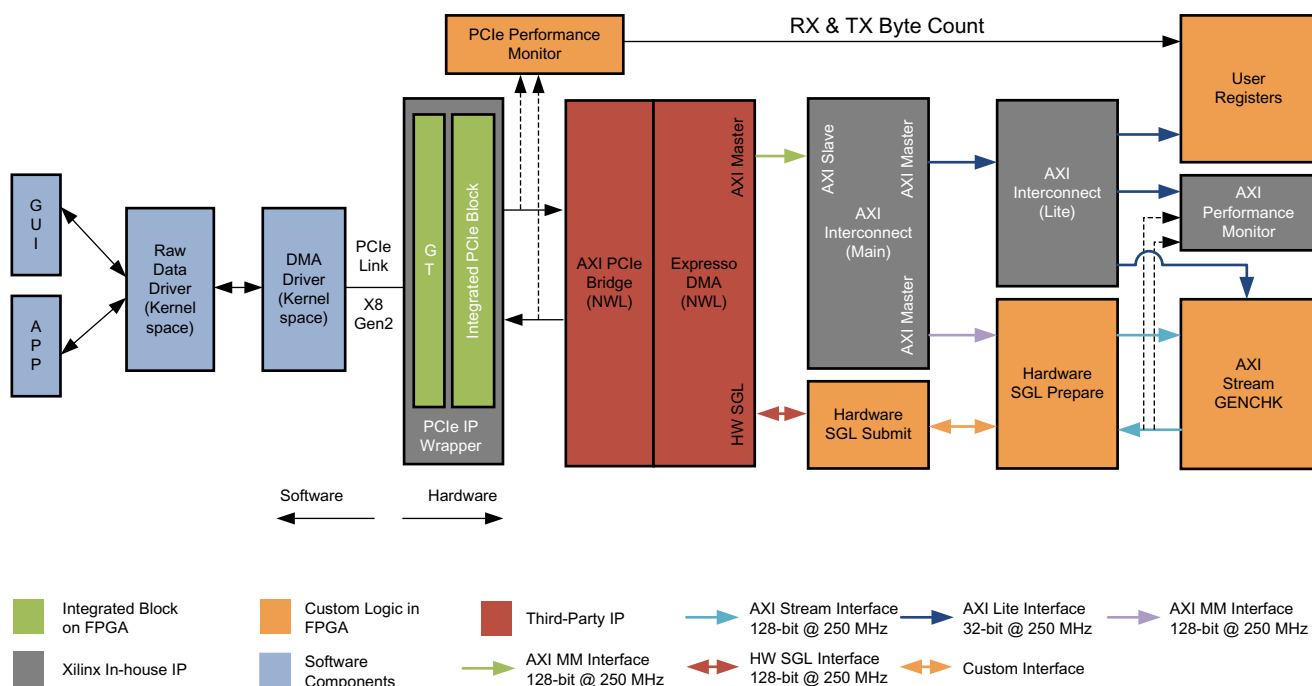 PCIe Performance
Monitor
RX & TX Byte Count
User
Registers
GUI
APP
Raw
Data
Driver
(Kernel
space)
DMA
Driver
(Kernel
space)
PCIe
Link
X8
Gen2
GT
Integrated PCIe Block
PCIe IP
Wrapper
AXI PCIe
Bridge
(NWL)
Expresso
DMA
(NWL)
AXI Master
HW SGL
AXI Slave
AXI Master
AXI
Interconnect
(Main)
AXI Master
AXI
Interconnect
(Lite)
AXI
Performance
Monitor
Hardware
SGL Submit
Hardware
SGL Prepare
AXI
Stream
GENCHK
Software
Hardware
Integrated Block
on FPGA
Custom Logic in
FPGA
Third-Party IP
AXI Stream Interface
128-bit @ 250 MHz
AXI Lite Interface
32-bit @ 250 MHz
AXI MM Interface
128-bit @ 250 MHz
Xilinx In-house IP
Software
Components
AXI MM Interface
128-bit @ 250 MHz
HW SGL Interface
128-bit @ 250 MHz
Custom Interface